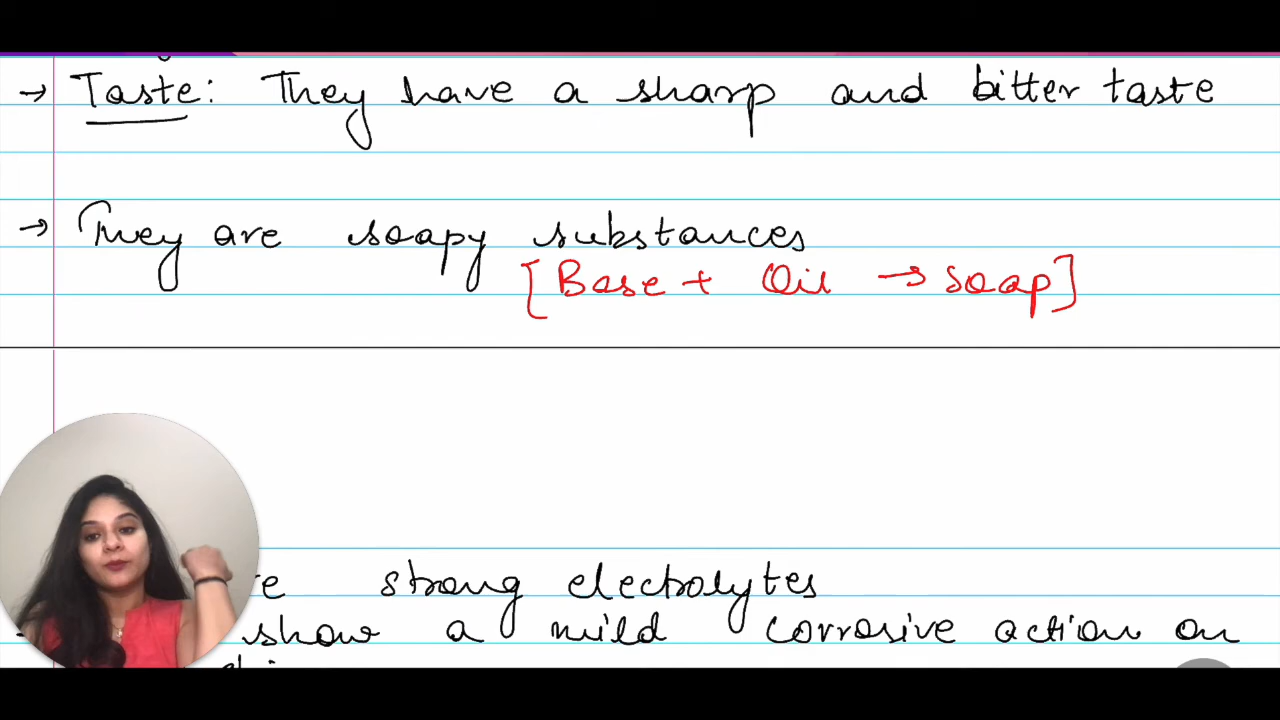 → Taste: They have a sharp and bitter taste
→ They are soapy substances
[Base + Oil → soap]
strong electrolytes
show a mild corrosive action on